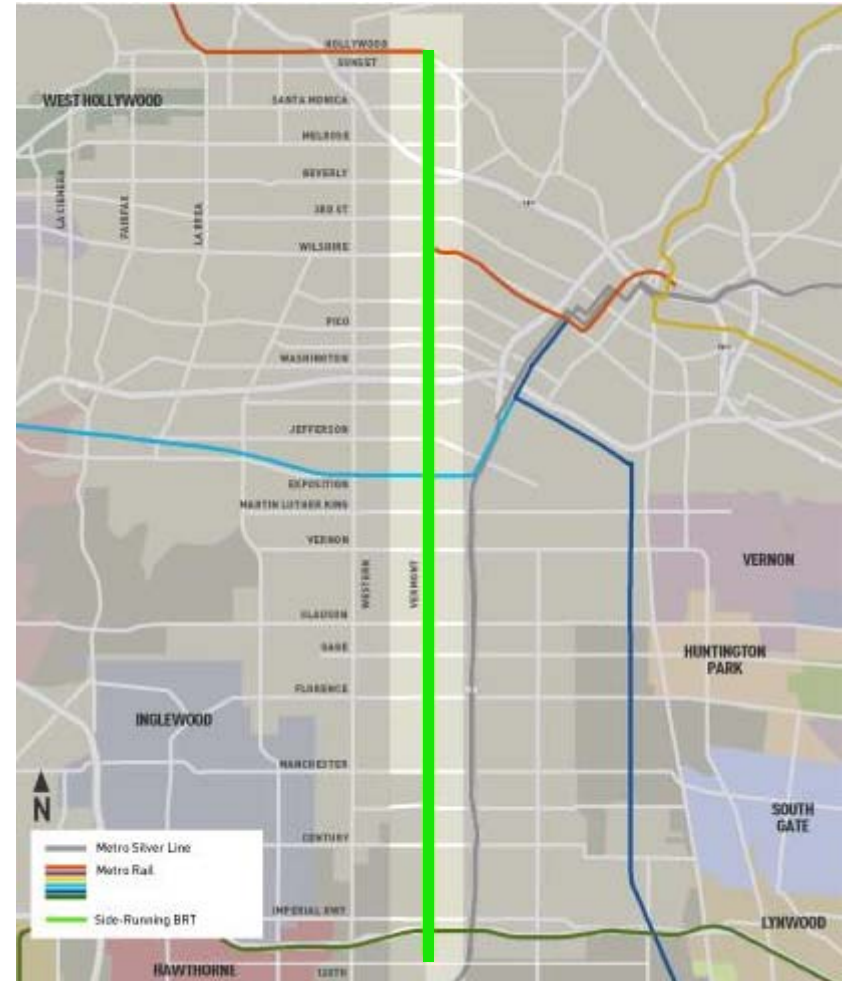 HOLLYWOOD
SUNSET
WEST HOLLYWOOD
SANTA MONICA
MELROSE
BEVERLY
LA CIENEGA
FAIRFAX
LA BREA
3RD ST
WILSHIRE
PICO
WASHINGTON
JEFFERSON
EXPOSITION
MARTIN LUTHER KING
VERNON
WESTERN
VERMONT
VERNON
SLAUSON
GAGE
HUNTINGTON
PARK
FLORENCE
INGLEWOOD
MANCHESTER
N
SOUTH
GATE
CENTURY
Metro Silver Line
Metro Rail
Side-Running BRT
IMPERIAL HWY
LYNWOOD
HAWTHORNE
120TH